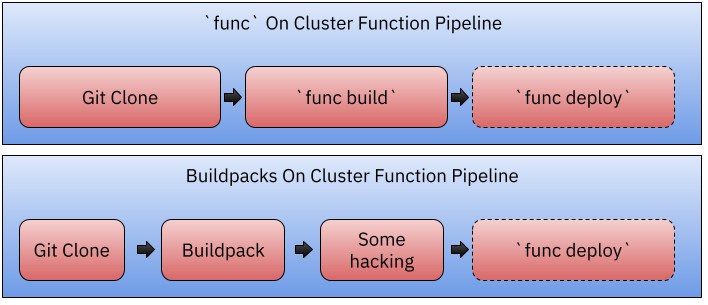 `func` On Cluster Function Pipeline
Git Clone
`func build`
`func deploy`
Buildpacks On Cluster Function Pipeline
Git Clone
Buildpack
Some
hacking
`func deploy`